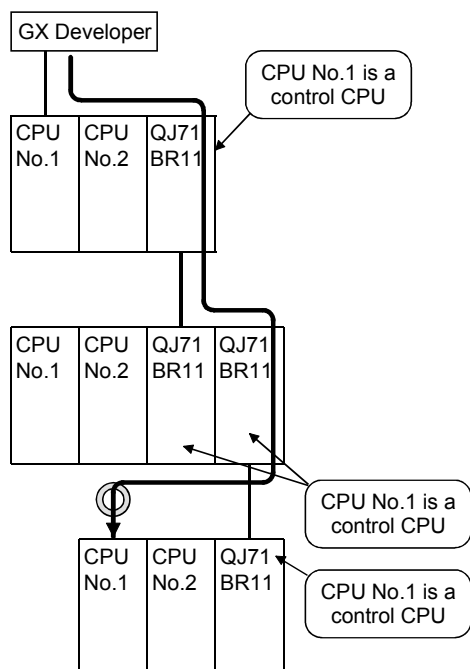 GX Developer
CPU No.1 is a
control CPU
CPU
No.1
CPU
No.2
QJ71
BR11
CPU
No.1
CPU
No.2
QJ71
BR11
QJ71
BR11
CPU No.1 is a
control CPU
CPU
No.1
CPU
No.2
QJ71
BR11
CPU No.1 is a
control CPU